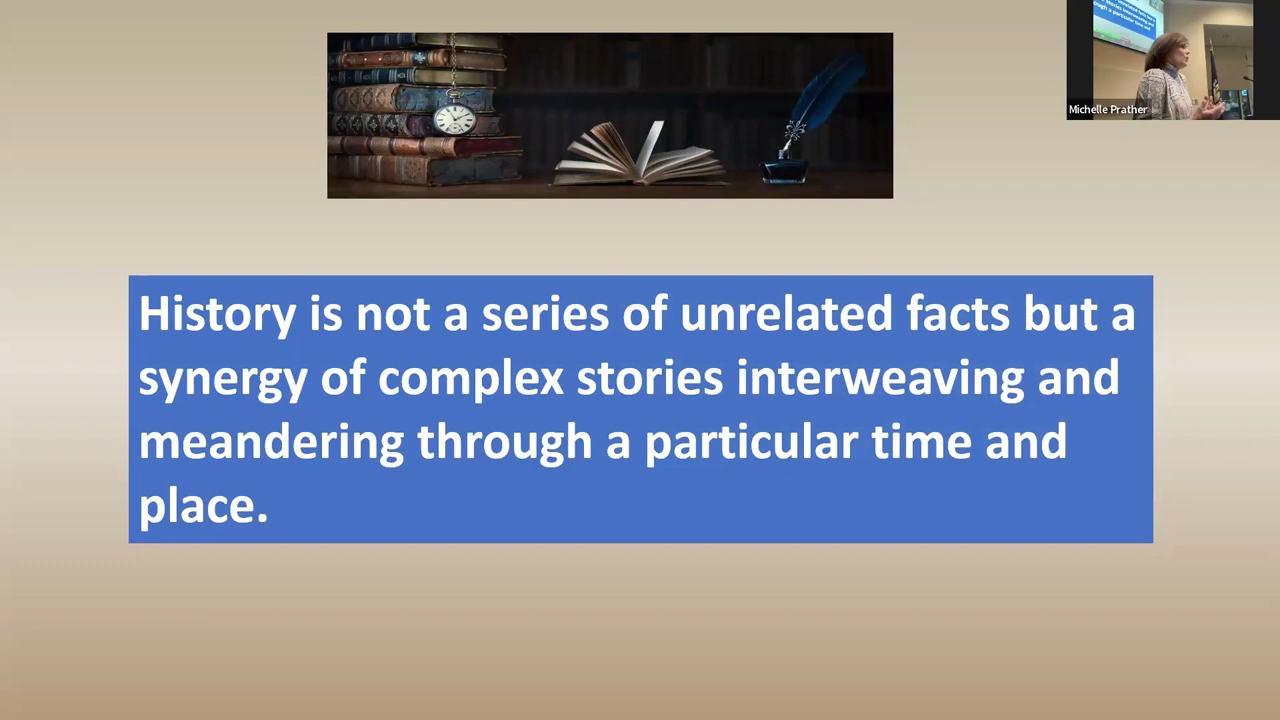 Michelle Prather
History is not a series of unrelated facts but a
synergy of complex stories interweaving and
meandering through a particular time and
place.